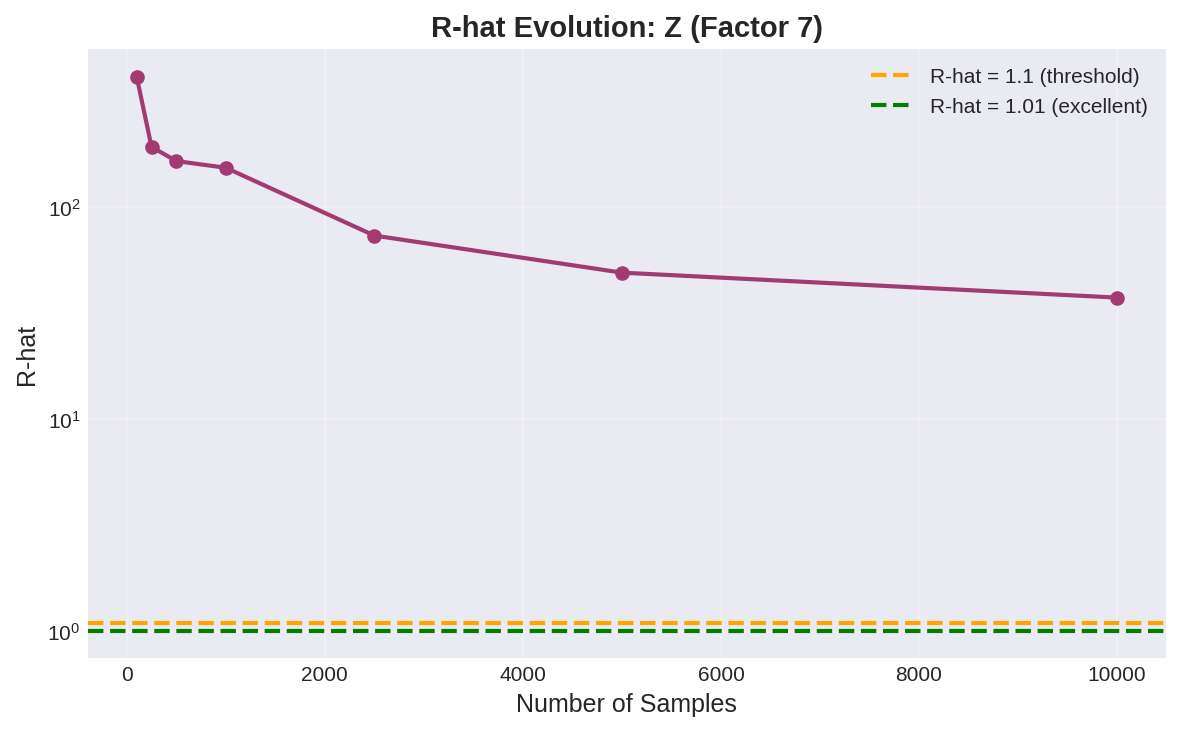 R-hat Evolution: Z (Factor 7)
R-hat = 1.1 (threshold)
R-hat = 1.01 (excellent)
R-hat
10²
10¹
10⁰
0 2000 4000 6000 8000 10000
Number of Samples